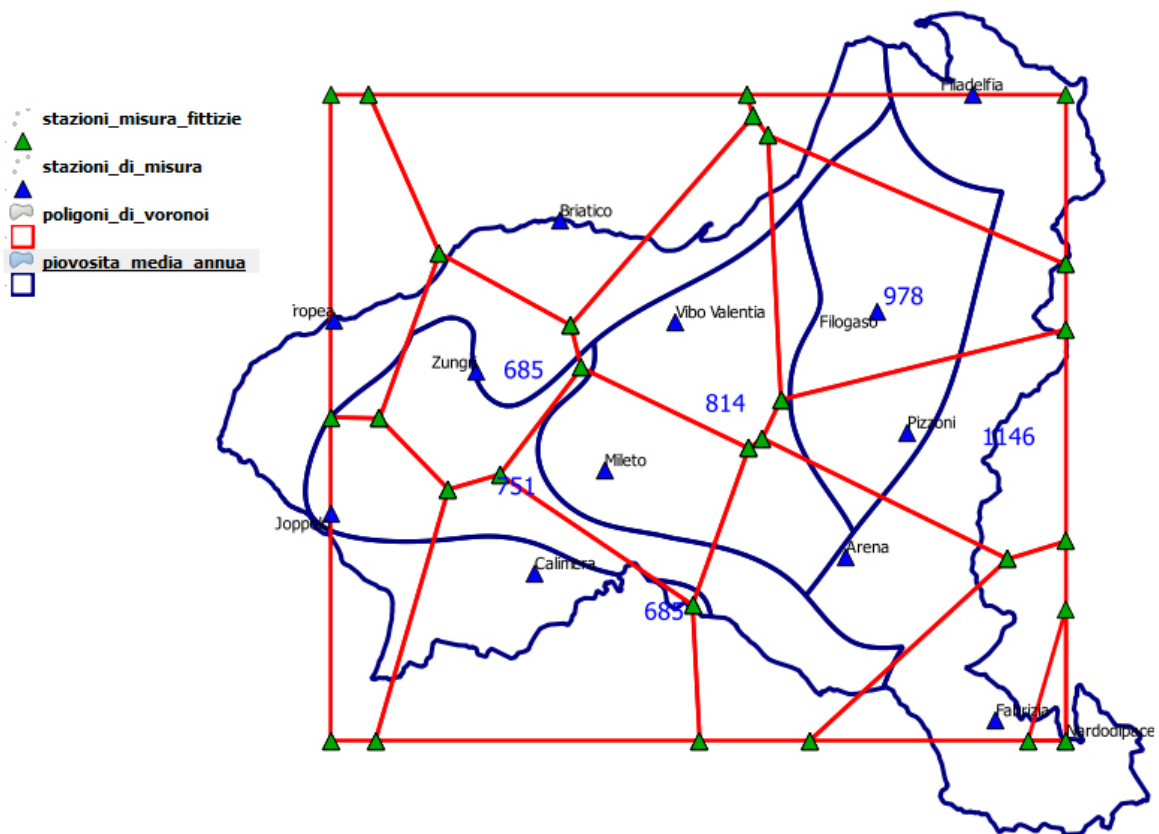 stazioni_misura_fittizie
stazioni_di_misura
poligoni_di_voronoi
piovosita_media_annua
Filadelfia
Briatico
Tropea
Vibo Valentia
978
Filogaso
Zungri
685
814
Pizzoni
1146
Mileto
751
Joppolo
Arena
Calimera
685
Fabrizia
Nardodipace